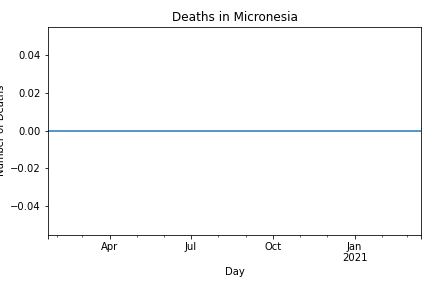 Deaths in Micronesia
Number of Deaths
0.04
0.02
0.00
−0.02
−0.04
Apr
Jul
Oct
Jan
2021
Day